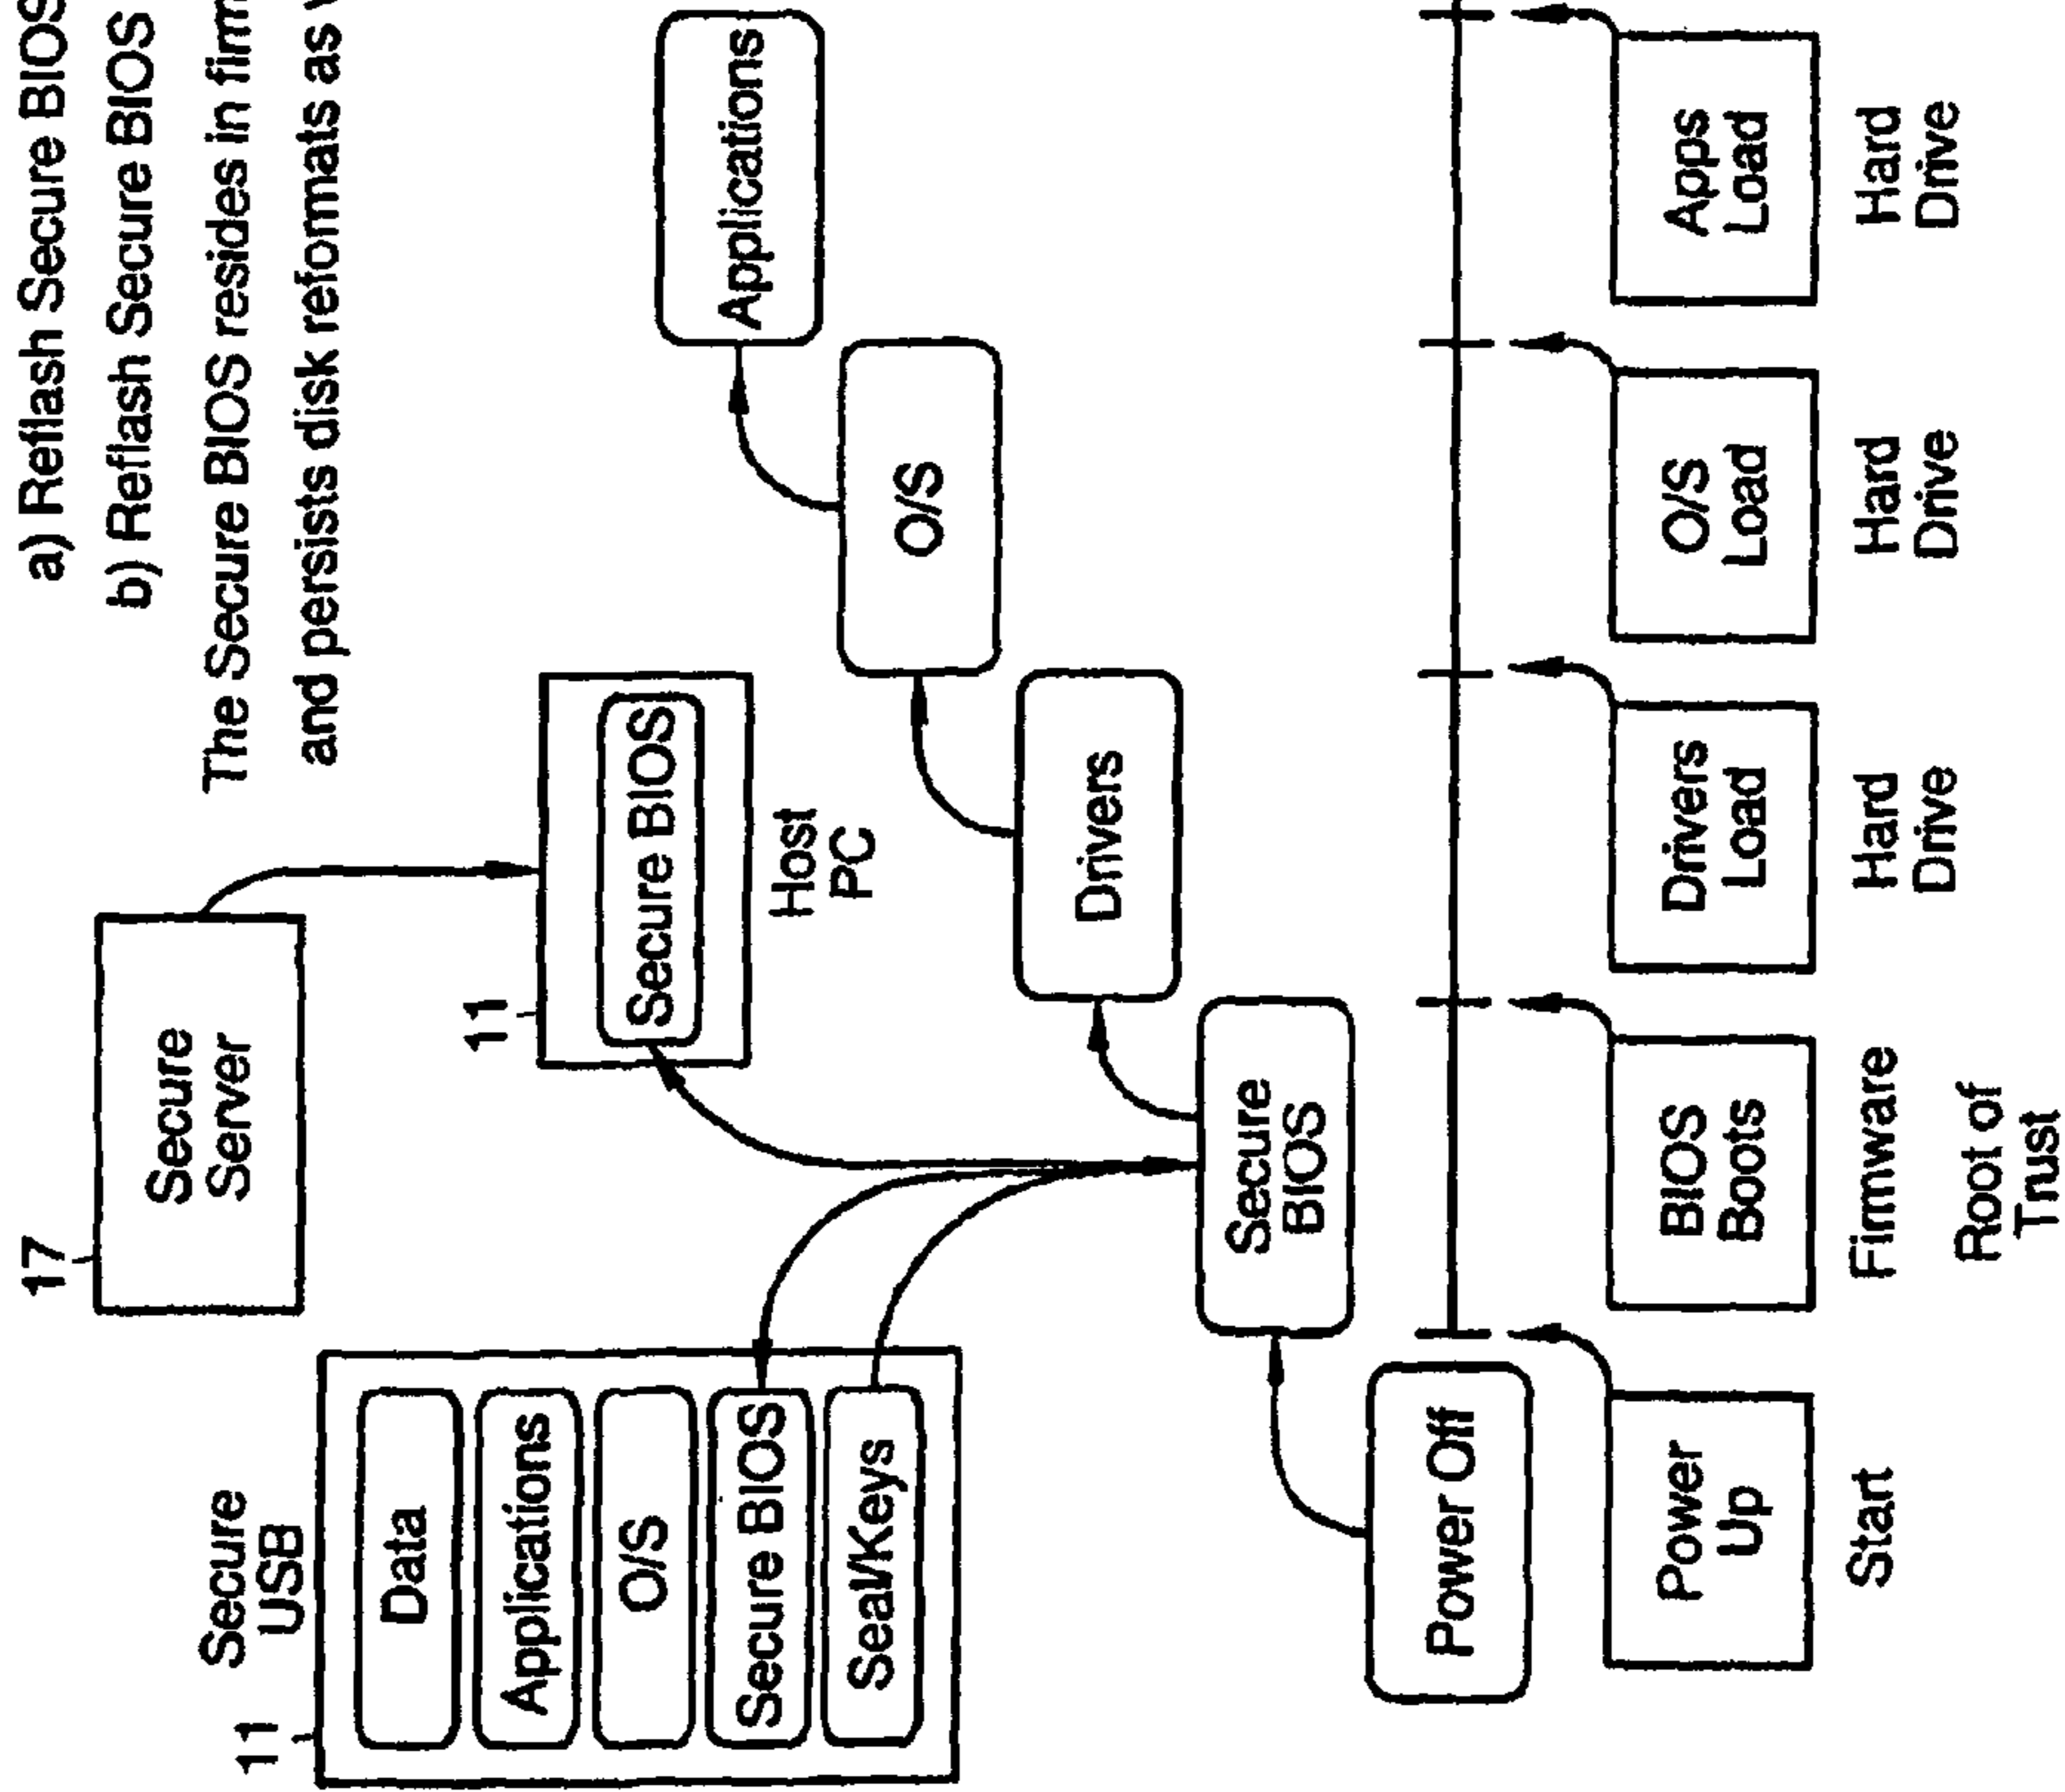 a) Reflash Secure BIOS
b) Reflash Secure BIOS
The Secure BIOS resides in
and persists disk reformats as
17
Secure
Server
Secure
USB
11
Data
Applications
O/S
Secure BIOS
Seal/Keys
11
Secure BIOS
Host
PC
Applications
O/S
Drivers
Secure
BIOS
Power Off
Power
Up
BIOS
Boots
Drivers
Load
O/S
Load
Apps
Load
Start
Firmware
Hard
Drive
Hard
Drive
Hard
Drive
Root of
Trust